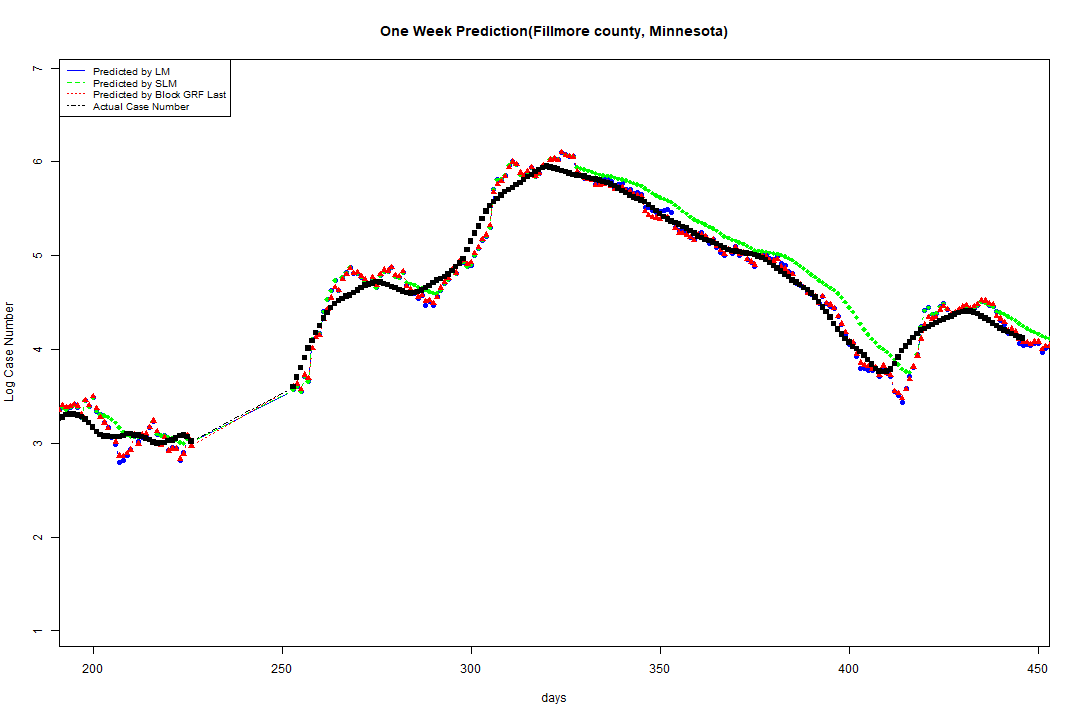 One Week Prediction(Fillmore county, Minnesota)
7
Predicted by LM
Predicted by SLM
Predicted by Block GRF Last
Actual Case Number
6
5
4
3
2
1
Log Case Number
200
250
300
350
400
450
days